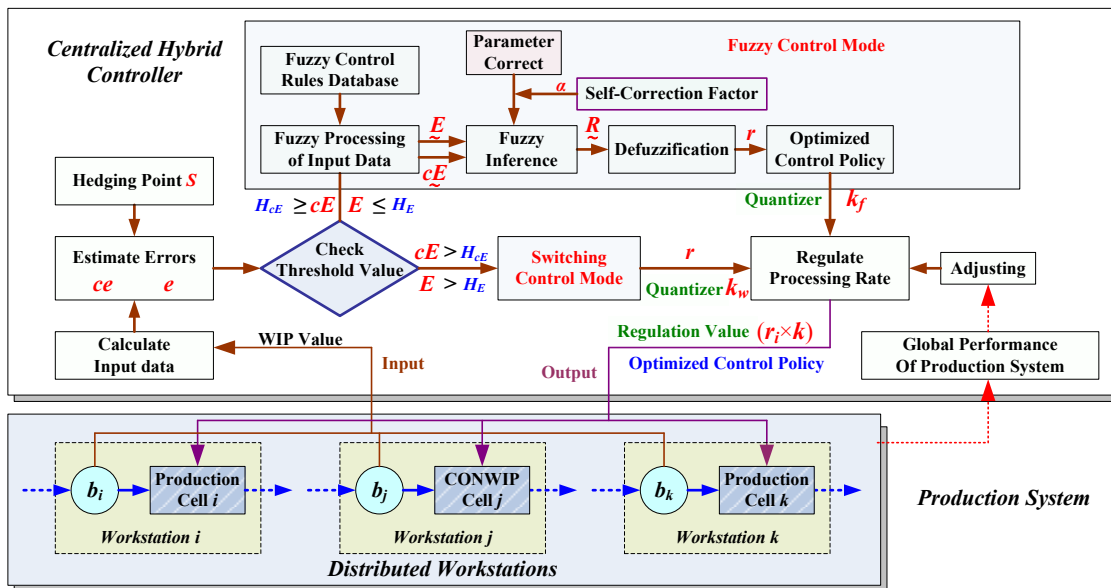 Centralized Hybrid
Controller
Fuzzy Control
Rules Database
Parameter
Correct
Fuzzy Control Mode
α
Self-Correction Factor
Fuzzy Processing
of Input Data
E
cE
Fuzzy
Inference
R
Defuzzification
r
Optimized
Control Policy
Hedging Point S
H_cE ≥ cE E ≤ H_E
Quantizer k_f
Estimate Errors
ce e
Check
Threshold Value
cE > H_cE
E > H_E
Switching
Control Mode
r
Quantizer k_w
Regulate
Processing Rate
Adjusting
Calculate
Input data
WIP Value
Input
Output
Regulation Value (r_i×k)
Optimized Control Policy
Global Performance
Of Production System
b_i
Production
Cell i
Workstation i
b_j
CONWIP
Cell j
Workstation j
b_k
Production
Cell k
Workstation k
Production System
Distributed Workstations